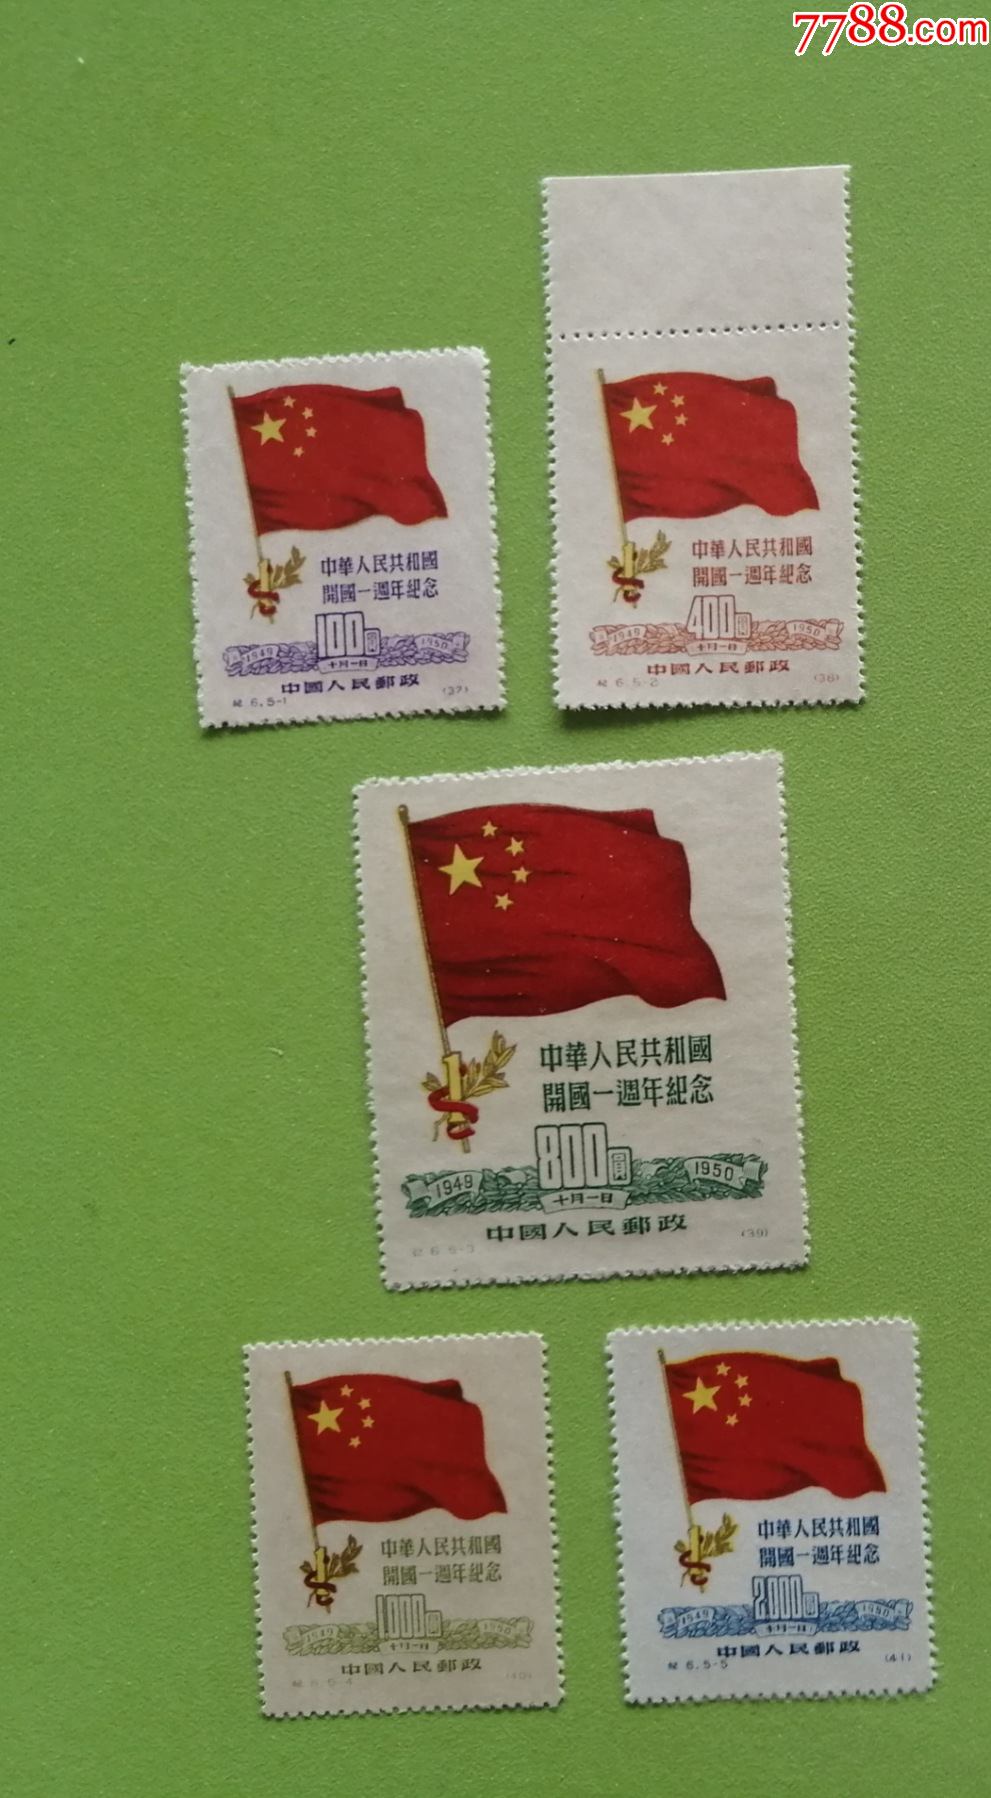 7788.com
中華人民共和國
開國一週年紀念
100圓
1949 1950
十月一日
中國人民郵政
紀 6.5-1 (37)
中華人民共和國
開國一週年紀念
400圓
1949 1950
十月一日
中國人民郵政
紀 6.5-2 (38)
中華人民共和國
開國一週年紀念
800圓
1949 1950
十月一日
中國人民郵政
紀 6.5-3 (39)
中華人民共和國
開國一週年紀念
1000圓
1949 1950
十月一日
中國人民郵政
紀 6.5-4 (40)
中華人民共和國
開國一週年紀念
2000圓
1949 1950
十月一日
中國人民郵政
紀 6.5-5 (41)